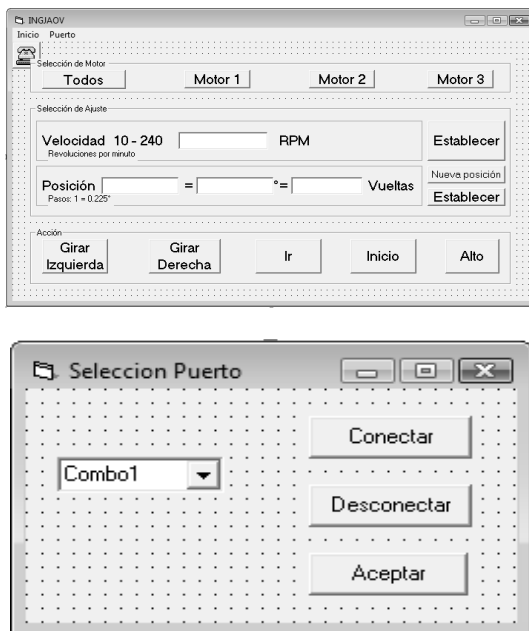 INGJAOV
Inicio Puerto
Selección de Motor
Todos Motor 1 Motor 2 Motor 3
Selección de Ajuste
Velocidad 10 - 240 RPM Establecer
Revoluciones por minuto
Nueva posición
Posición = °= Vueltas
Pasos: 1 = 0.225° Establecer
Acción
Girar Izquierda Girar Derecha Ir Inicio Alto
Seleccion Puerto
Conectar
Combo1
Desconectar
Aceptar